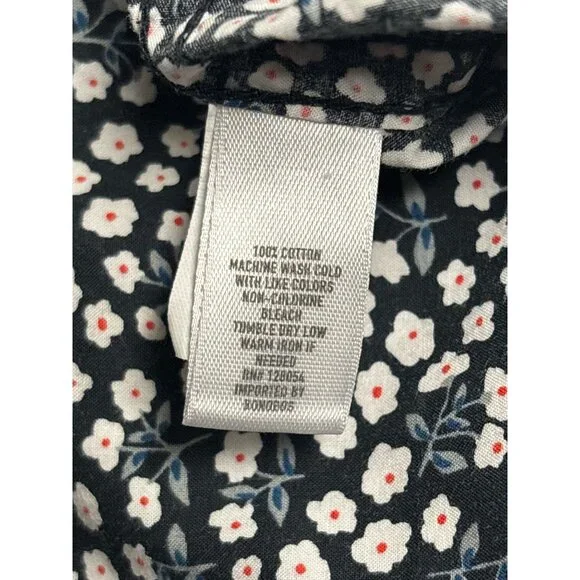 100% COTTON
MACHINE WASH COLD
WITH LIKE COLORS
NON-CHLORINE
BLEACH
TUMBLE DRY LOW
WARM IRON IF
NEEDED
RN# 128054
IMPORTED BY
BONOBOS